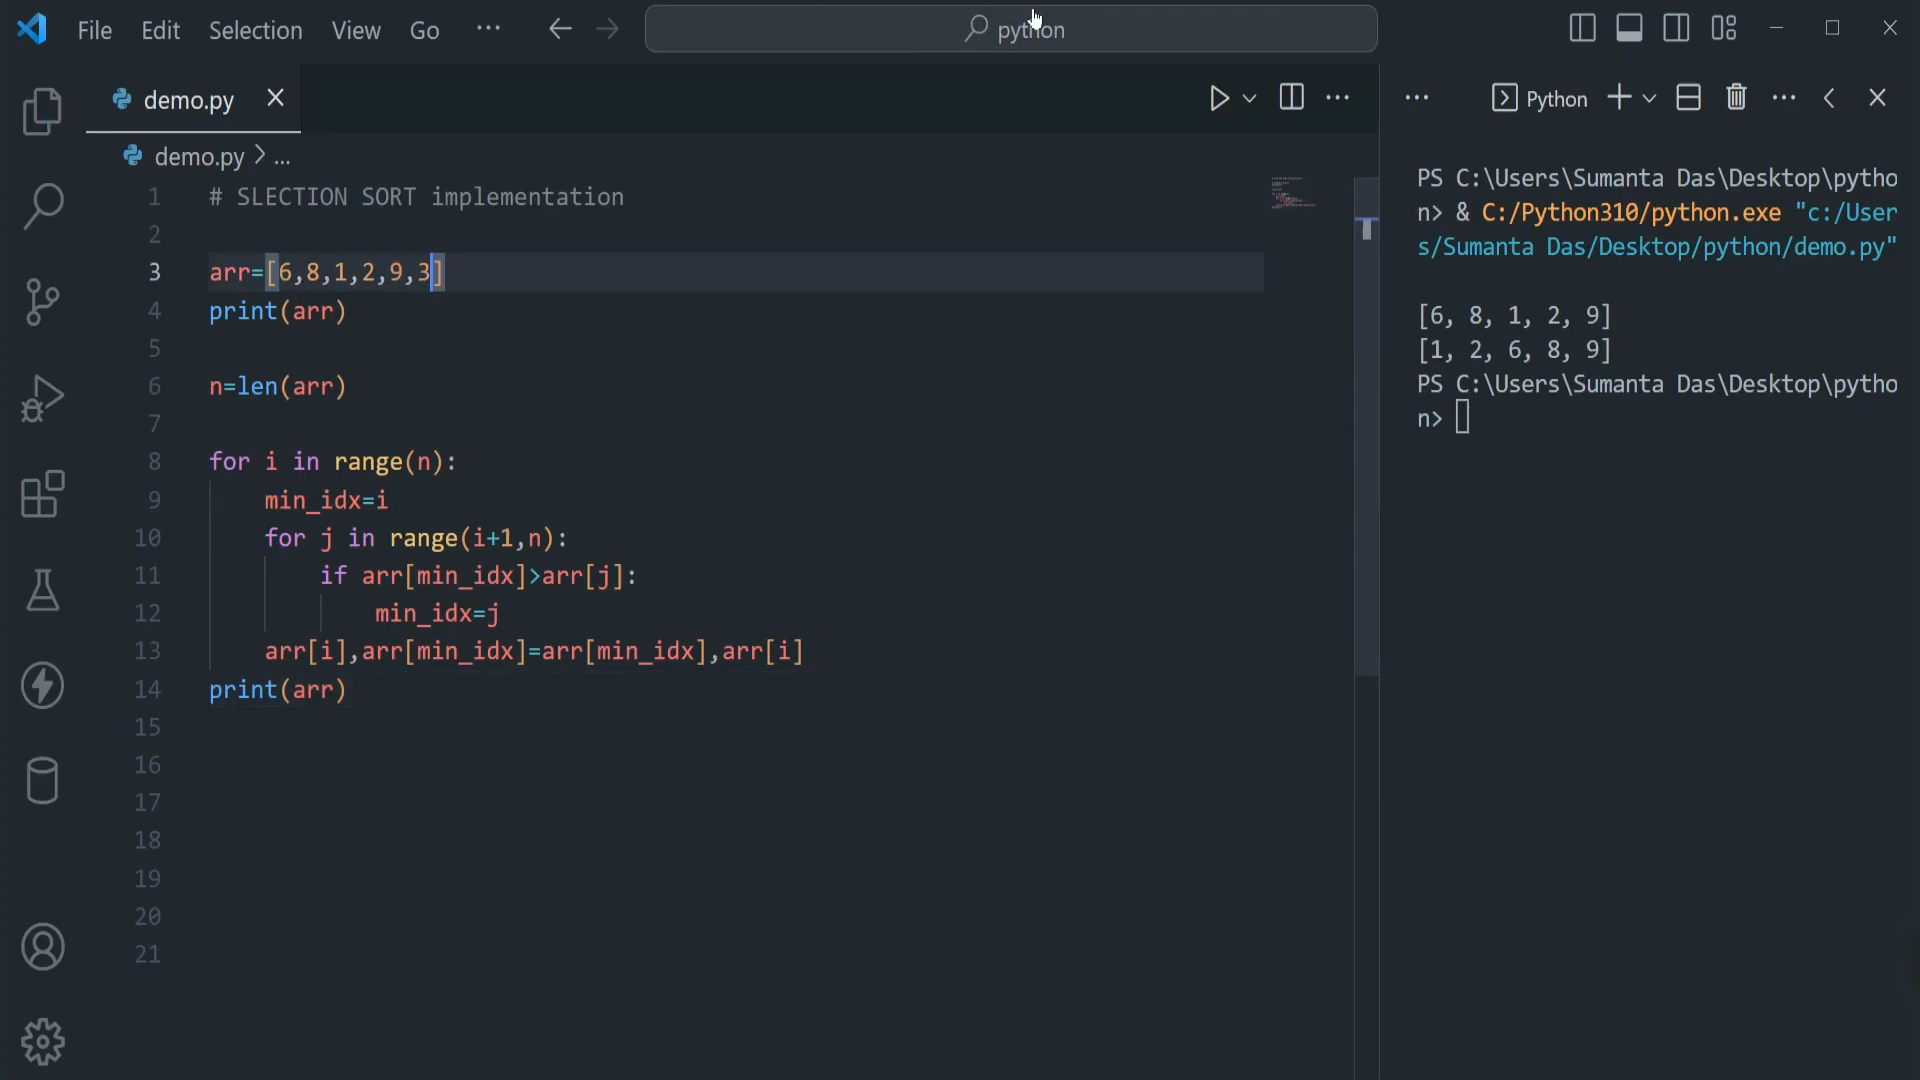 File Edit Selection View Go ...
python
demo.py
Python
demo.py > ...
1 # SLECTION SORT implementation
2
3 arr=[6,8,1,2,9,3]
4 print(arr)
5
6 n=len(arr)
7
8 for i in range(n):
9 min_idx=i
10 for j in range(i+1,n):
11 if arr[min_idx]>arr[j]:
12 min_idx=j
13 arr[i],arr[min_idx]=arr[min_idx],arr[i]
14 print(arr)
15
16
17
18
19
20
21
PS C:\Users\Sumanta Das\Desktop\pytho
n> & C:/Python310/python.exe "c:/User
s/Sumanta Das/Desktop/python/demo.py"
[6, 8, 1, 2, 9]
[1, 2, 6, 8, 9]
PS C:\Users\Sumanta Das\Desktop\pytho
n>